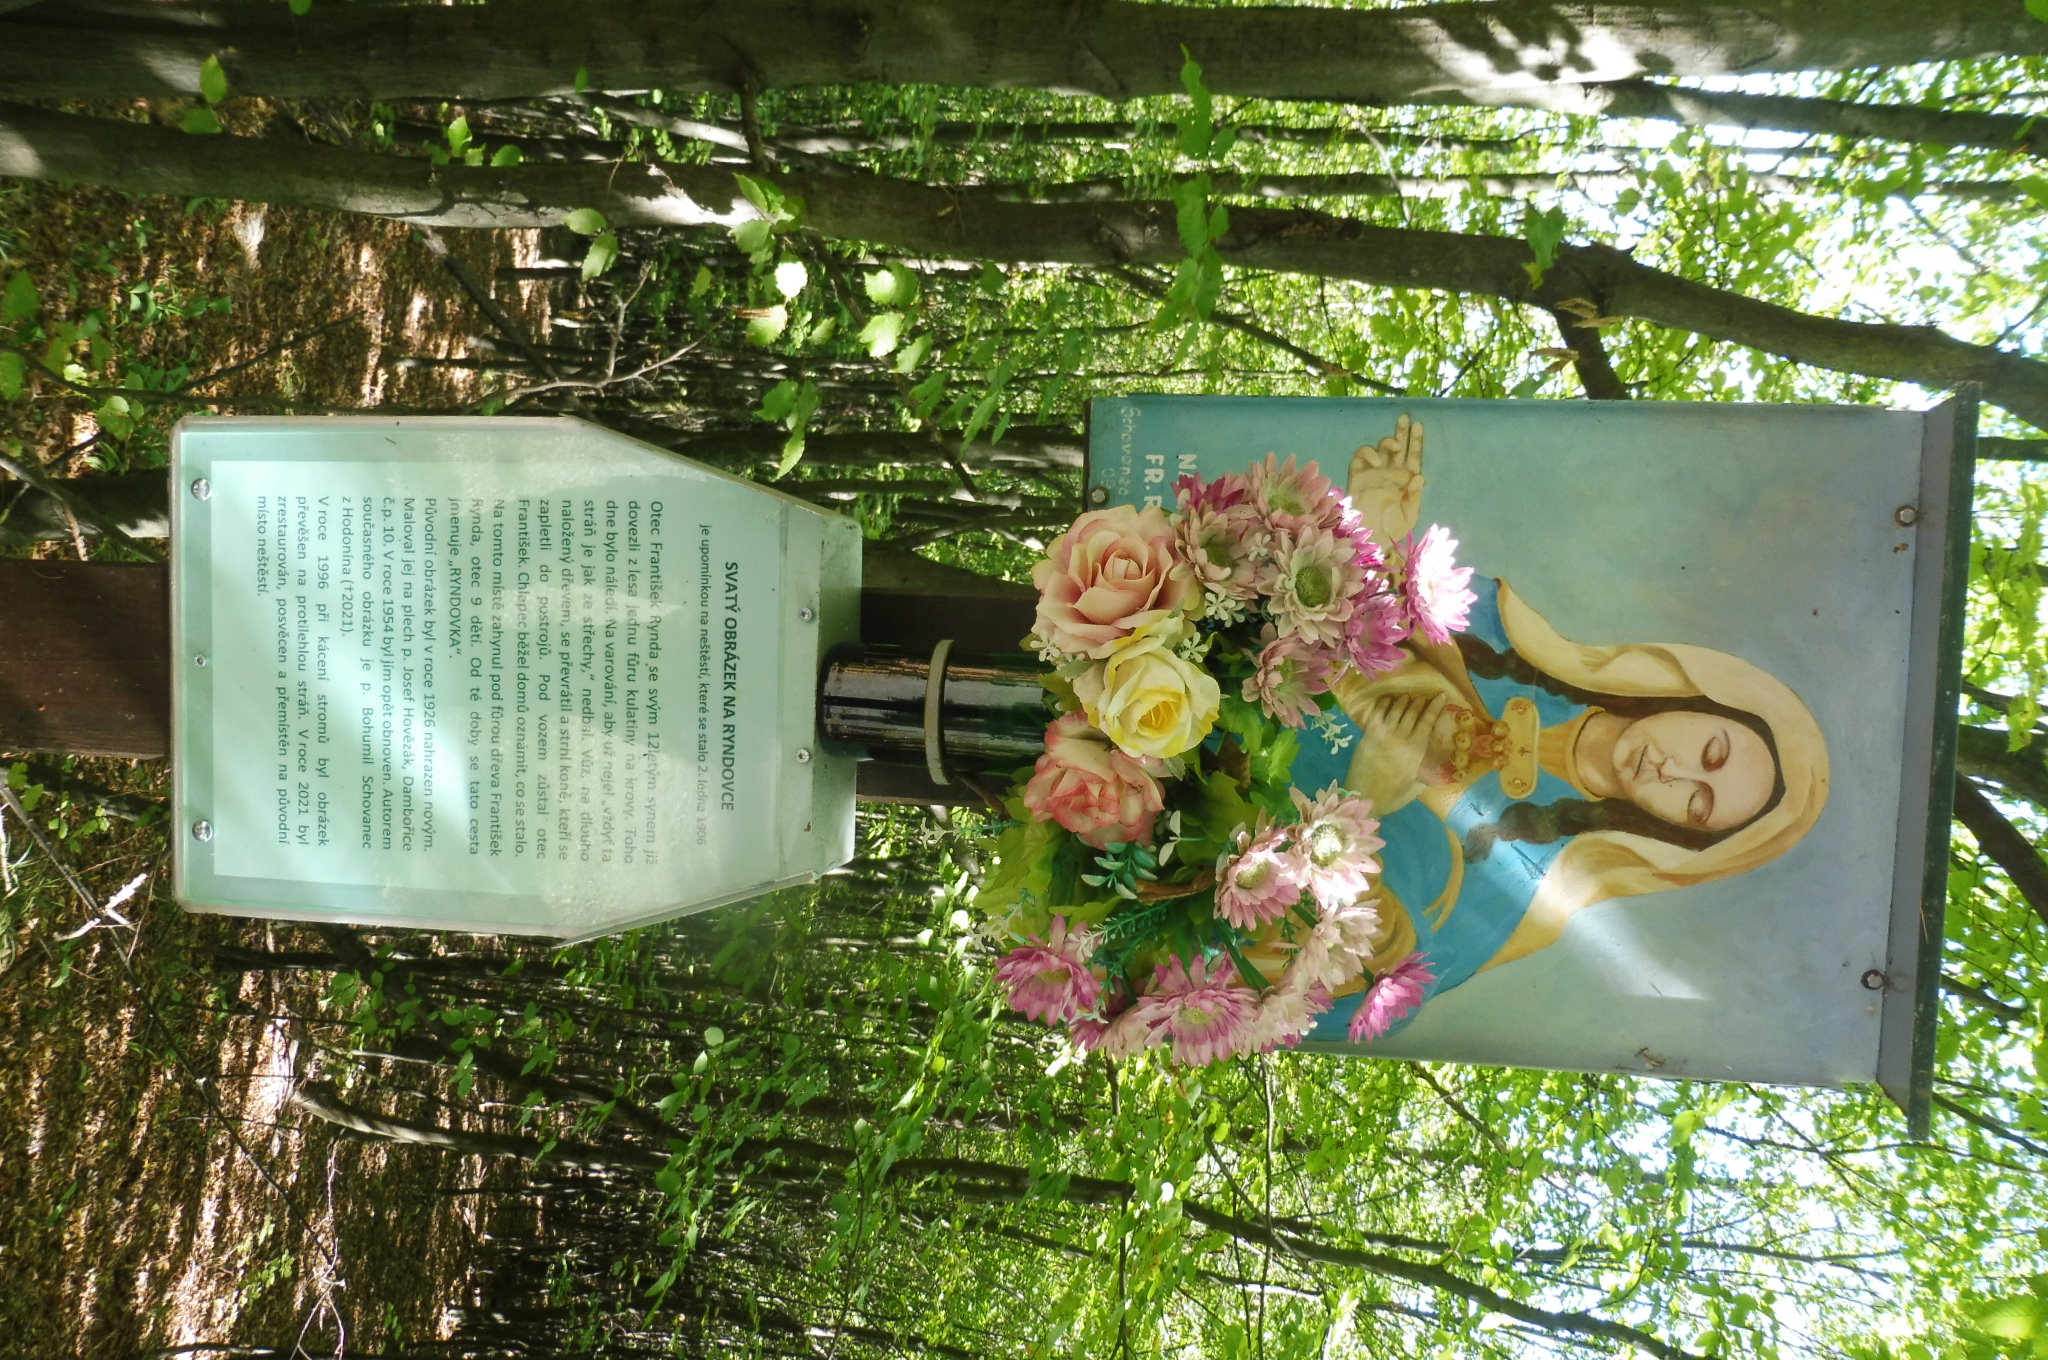 FR.
Schovanec
SVATÝ OBRÁZEK NA RYNDOVCE
je upomínkou na neštěstí, které se stalo 2. ledna 1906
Otec František Rynda se svým 12letým synem již
dovezli z lesa jednu fůru kulatiny na krovy. Toho
dne bylo náledí. Na varování, aby už nejel „vždyť ta
stráň je jak ze střechy,“ nedbal. Vůz, na dlouho
naložený dřevem, se převrátil a strhl koně, kteří se
zapletli do postrojů. Pod vozem zůstal otec
František. Chlapec běžel domů oznámit, co se stalo.
Na tomto místě zahynul pod fůrou dřeva František
Rynda, otec 9 dětí. Od té doby se tato cesta
jmenuje „RYNDOVKA“.
Původní obrázek byl v roce 1926 nahrazen novým.
Maloval jej na plech p. Josef Hovězák, Dambořice
č.p. 10. V roce 1954 byl jím opět obnoven. Autorem
současného obrázku je p. Bohumil Schovanec
z Hodonína (†2021).
V roce 1996 při kácení stromů byl obrázek
převěšen na protilehlou stráň. V roce 2021 byl
zrestaurován, posvěcen a přemístěn na původní
místo neštěstí.